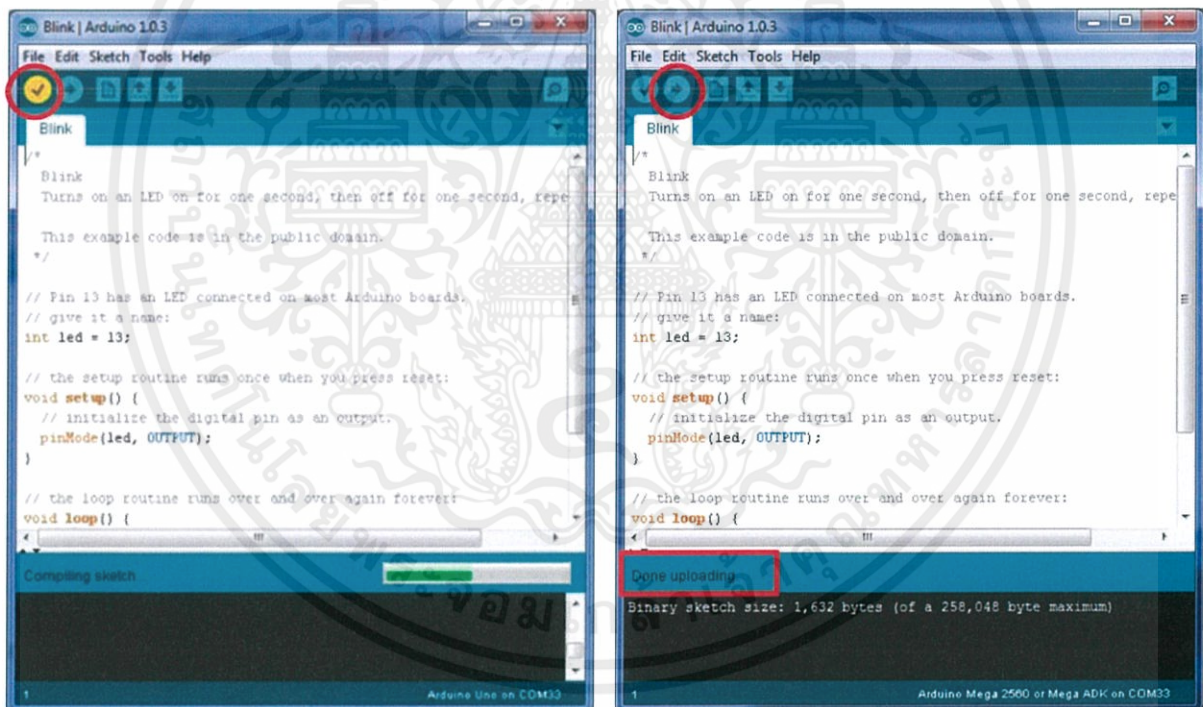 Blink | Arduino 1.0.3
File Edit Sketch Tools Help
Blink
/*
Blink
Turns on an LED on for one second, then off for one second, repe
This example code is in the public domain.
*/
// Pin 13 has an LED connected on most Arduino boards.
// give it a name:
int led = 13;
// the setup routine runs once when you press reset:
void setup() {
// initialize the digital pin as an output.
pinMode(led, OUTPUT);
}
// the loop routine runs over and over again forever:
void loop() {
Compiling sketch
1
Arduino Uno on COM33
Blink | Arduino 1.0.3
File Edit Sketch Tools Help
Blink
/*
Blink
Turns on an LED on for one second, then off for one second, repe
This example code is in the public domain.
*/
// Pin 13 has an LED connected on most Arduino boards.
// give it a name:
int led = 13;
// the setup routine runs once when you press reset:
void setup() {
// initialize the digital pin as an output.
pinMode(led, OUTPUT);
}
// the loop routine runs over and over again forever:
void loop() {
Done uploading
Binary sketch size: 1,632 bytes (of a 258,048 byte maximum)
1
Arduino Mega 2560 or Mega ADK on COM33